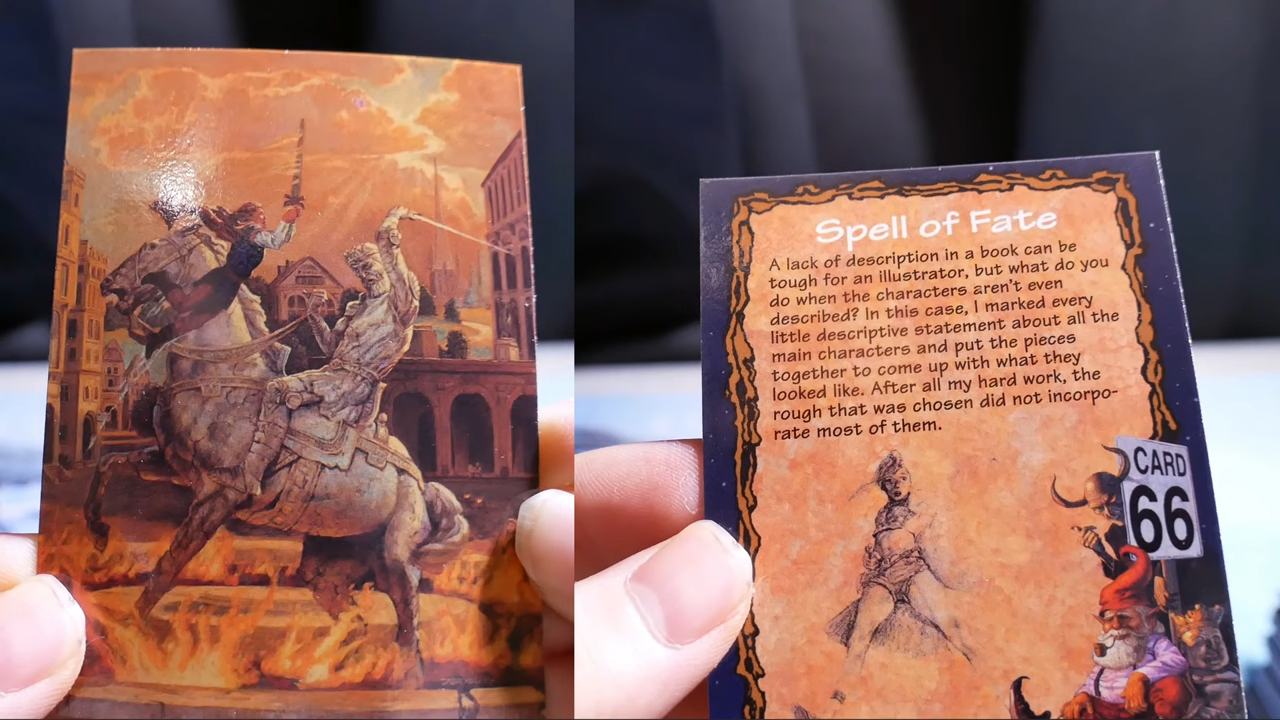 Spell of Fate
A lack of description in a book can be
tough for an illustrator, but what do you
do when the characters aren't even
described? In this case, I marked every
little descriptive statement about all the
main characters and put the pieces
together to come up with what they
looked like. After all my hard work, the
rough that was chosen did not incorpo-
rate most of them.
CARD
66